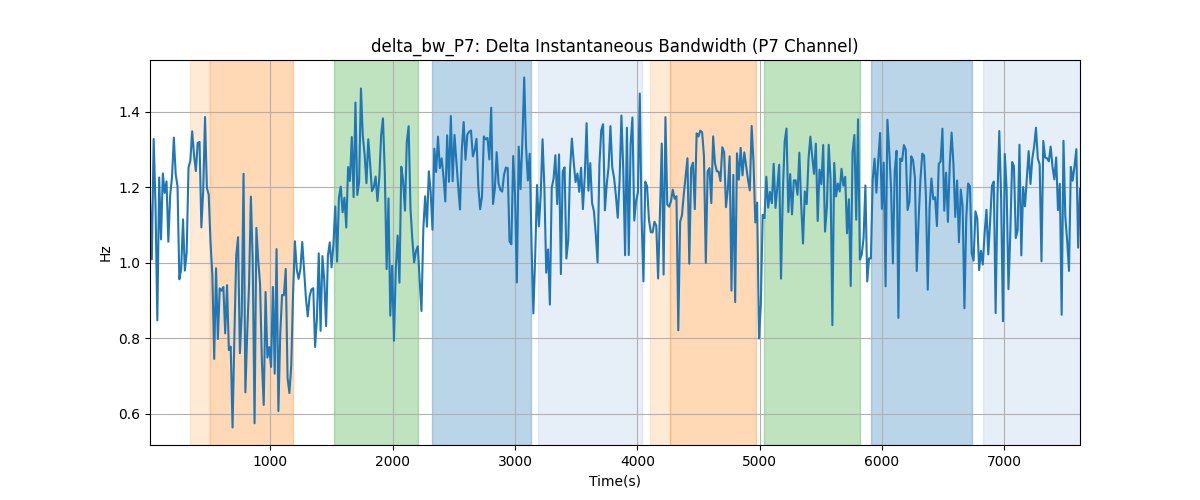 delta_bw_P7: Delta Instantaneous Bandwidth (P7 Channel)
1.4
1.2
1.0
0.8
0.6
Hz
1000 2000 3000 4000 5000 6000 7000
Time(s)